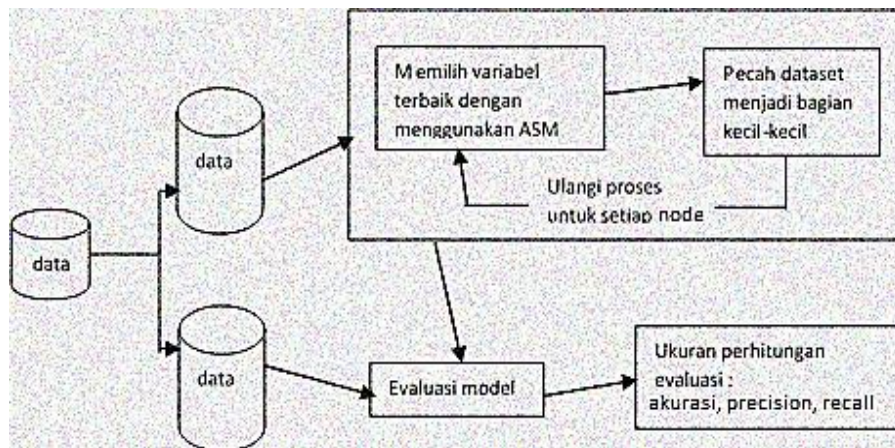 Memilih variabel
terbaik dengan
menggunakan ASM
Pecah dataset
menjadi bagian
kecil-kecil
Ulangi proses
untuk setiap node
data
data
data
Evaluasi model
Ukuran perhitungan
evaluasi :
akurasi, precision, recall